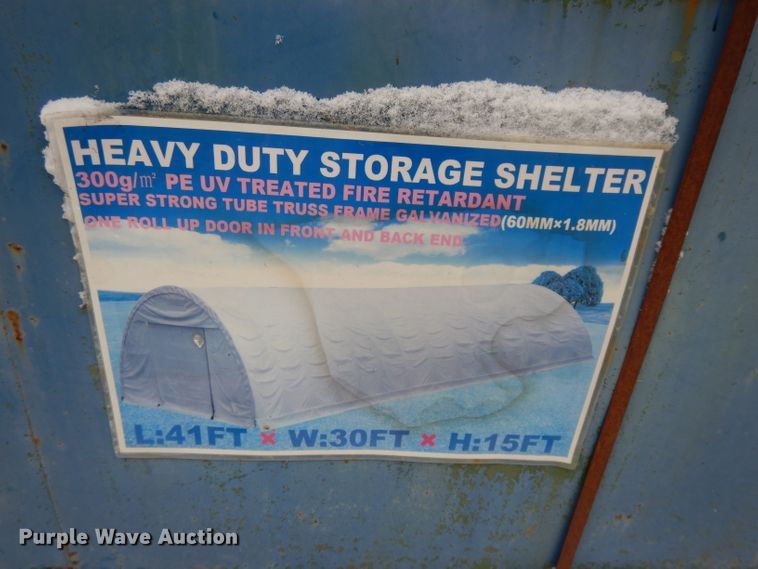 HEAVY DUTY STORAGE SHELTER
300g/㎡ PE UV TREATED FIRE RETARDANT
SUPER STRONG TUBE TRUSS FRAME GALVANIZED(60MM×1.8MM)
ONE ROLL UP DOOR IN FRONT AND BACK END
L:41FT × W:30FT × H:15FT
Purple Wave Auction